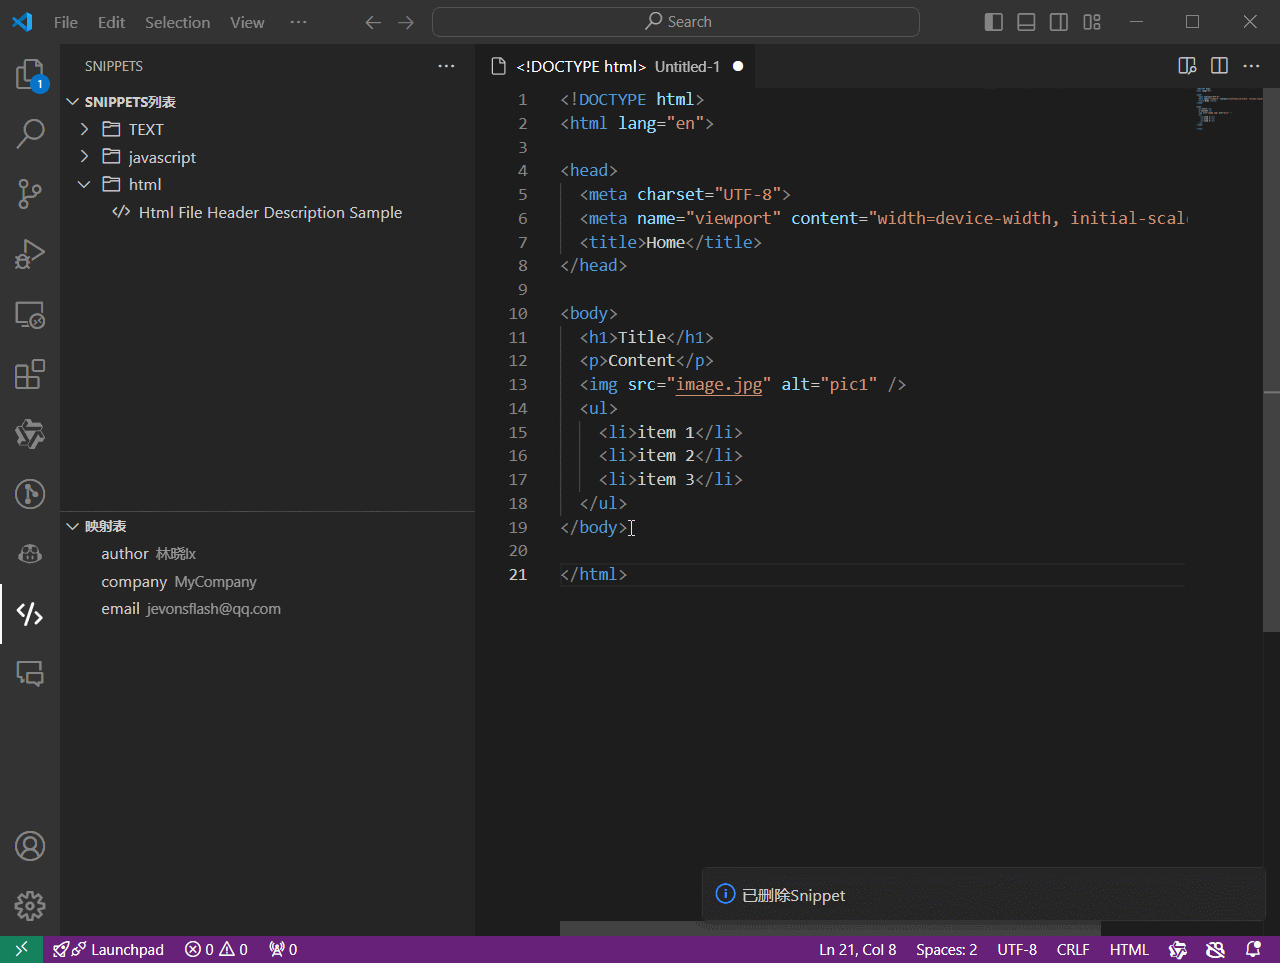 File Edit Selection View ··· Search
SNIPPETS
SNIPPETS列表
TEXT
javascript
html
Html File Header Description Sample
映射表
author 林晓lx
company MyCompany
email jevonsflash@qq.com
1
<!DOCTYPE html> Untitled-1
1 <!DOCTYPE html>
2 <html lang="en">
3
4 <head>
5 <meta charset="UTF-8">
6 <meta name="viewport" content="width=device-width, initial-scal
7 <title>Home</title>
8 </head>
9
10 <body>
11 <h1>Title</h1>
12 <p>Content</p>
13 <img src="image.jpg" alt="pic1" />
14 <ul>
15 <li>item 1</li>
16 <li>item 2</li>
17 <li>item 3</li>
18 </ul>
19 </body>
20
21 </html>
已删除Snippet
Launchpad 0 0 0 Ln 21, Col 8 Spaces: 2 UTF-8 CRLF HTML